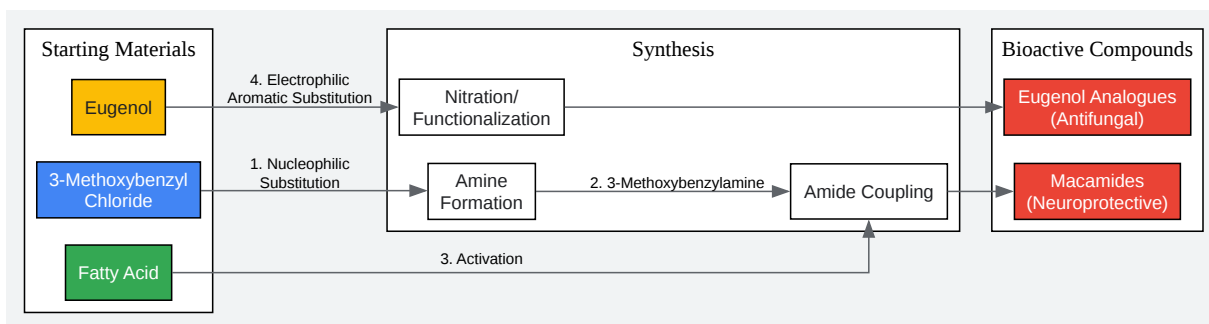 Starting Materials
Synthesis
Bioactive Compounds
Eugenol
4. Electrophilic
Aromatic Substitution
Nitration/
Functionalization
Eugenol Analogues
(Antifungal)
3-Methoxybenzyl
Chloride
1. Nucleophilic
Substitution
Amine
Formation
2. 3-Methoxybenzylamine
Amide Coupling
Macamides
(Neuroprotective)
Fatty Acid
3. Activation